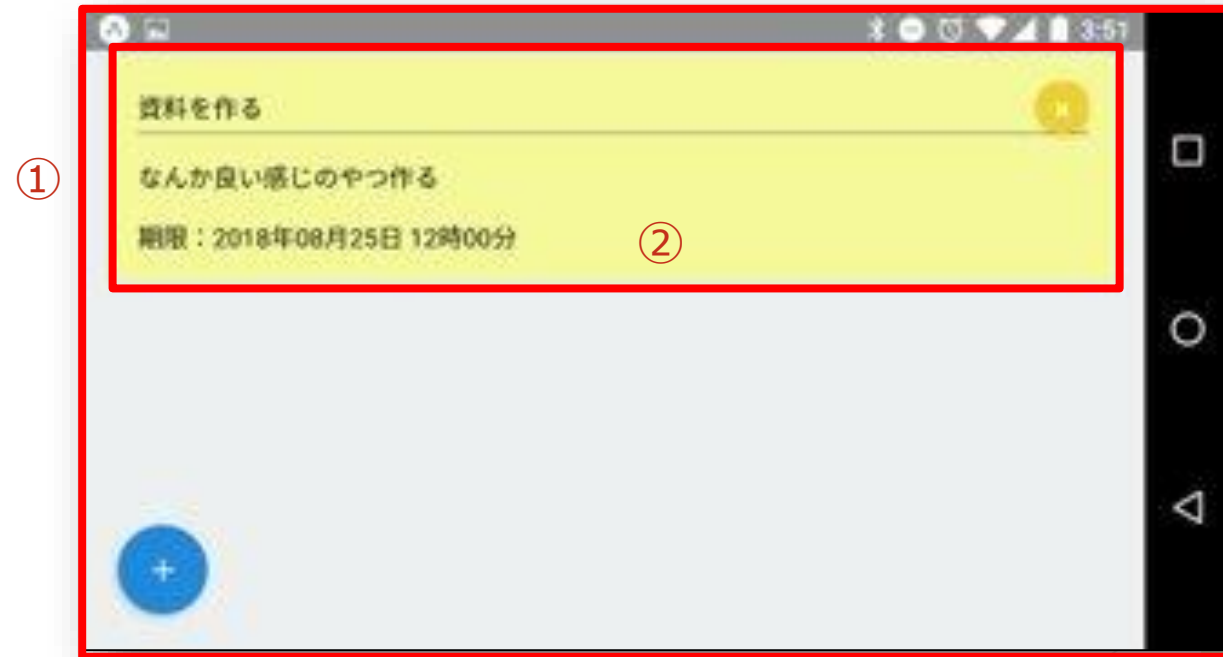 3:51
資料を作る
×
①
なんか良い感じのやつ作る
期限：2018年08月25日 12時00分
②
+